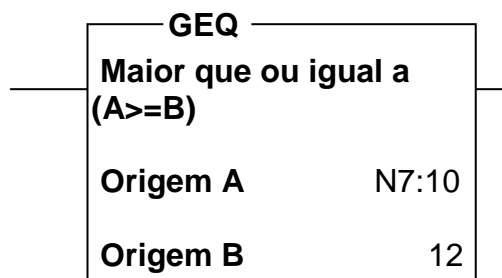 GEQ
Maior que ou igual a
(A>=B)
Origem A N7:10
Origem B 12